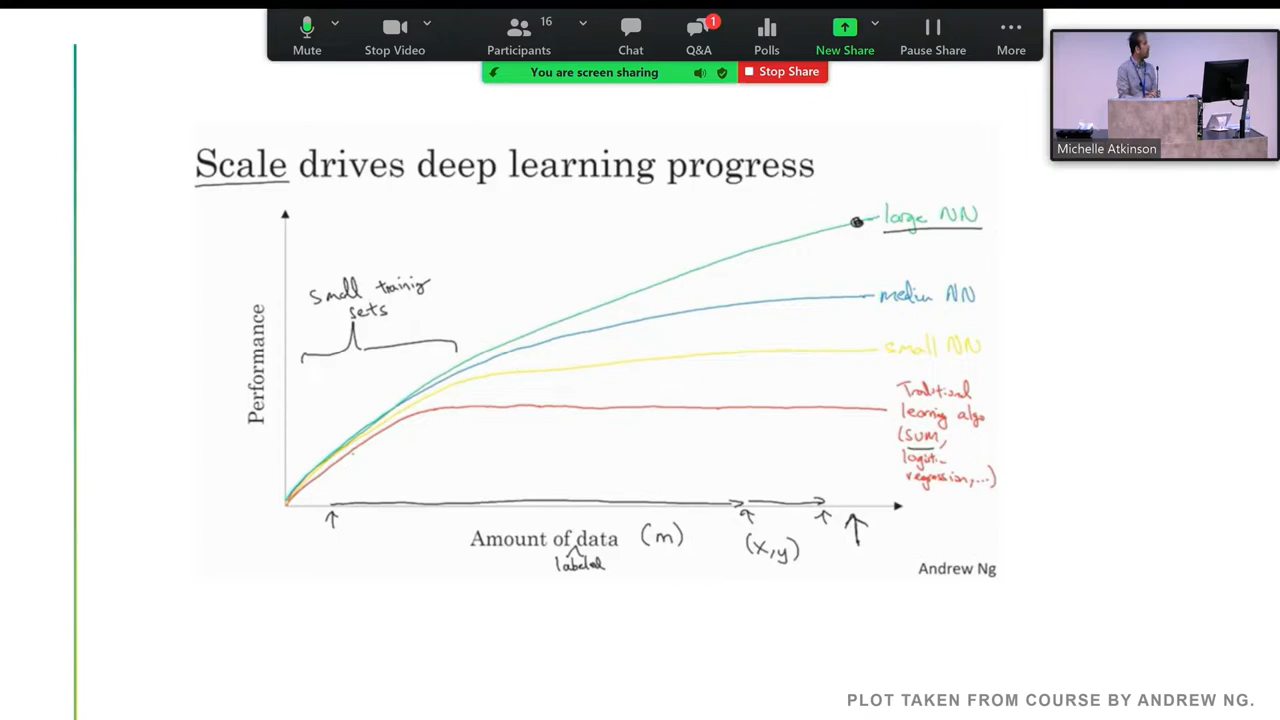 16
1
Mute
Stop Video
Participants
Chat
Q&A
Polls
New Share
Pause Share
More
You are screen sharing
Stop Share
Michelle Atkinson
Scale drives deep learning progress
large NN
small training
sets
medium NN
Performance
small NN
Traditional
learning algo
(SVM,
logistic
regression,...)
Amount of data (m)
labeled
(x,y)
Andrew Ng
PLOT TAKEN FROM COURSE BY ANDREW NG.